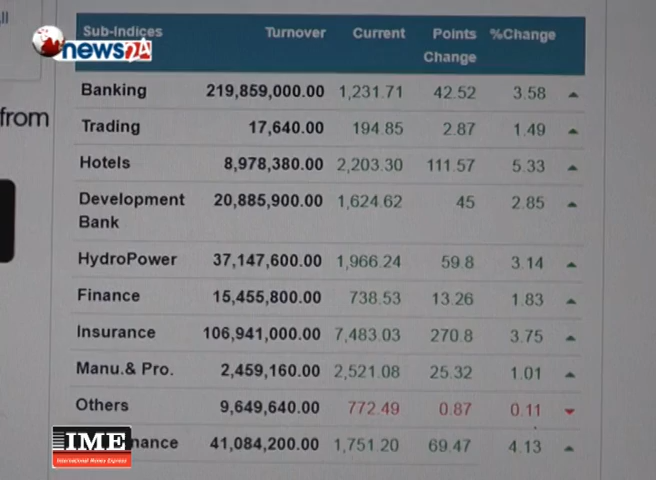 ll
Sub-Indices Turnover Current Points %Change
Change
news24
Banking 219,859,000.00 1,231.71 42.52 3.58
from
Trading 17,640.00 194.85 2.87 1.49
Hotels 8,978,380.00 2,203.30 111.57 5.33
Development 20,885,900.00 1,624.62 45 2.85
Bank
HydroPower 37,147,600.00 1,966.24 59.8 3.14
Finance 15,455,800.00 738.53 13.26 1.83
Insurance 106,941,000.00 7,483.03 270.8 3.75
Manu.& Pro. 2,459,160.00 2,521.08 25.32 1.01
Others 9,649,640.00 772.49 0.87 0.11
nance 41,084,200.00 1,751.20 69.47 4.13
IME
International Money Express